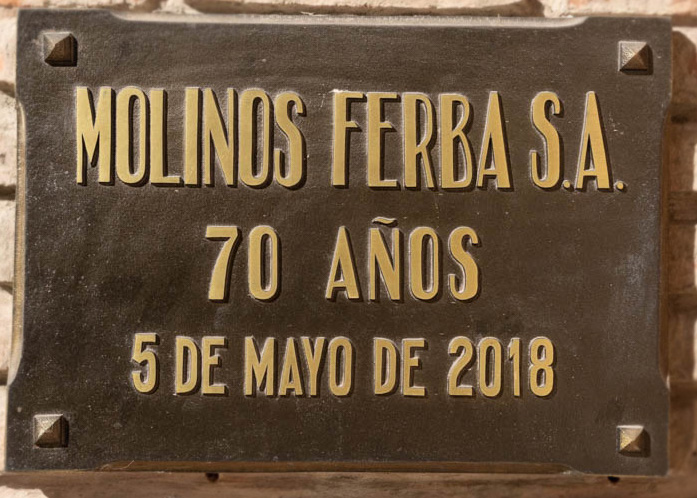 MOLINOS FERBA S.A.
70 AÑOS
5 DE MAYO DE 2018